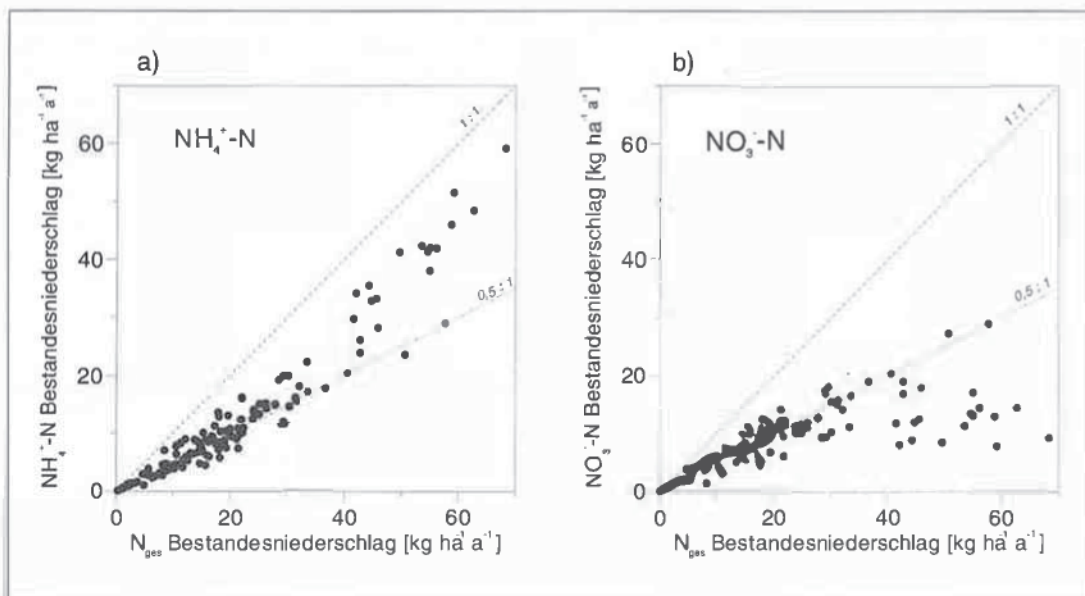 a)
NH₄⁺-N
1:1
0,5 : 1
NH₄⁺-N Bestandesniederschlag [kg ha⁻¹ a⁻¹]
60
40
20
0
0 20 40 60
N_ges Bestandesniederschlag [kg ha⁻¹ a⁻¹]
b)
NO₃⁻-N
1:1
0,5 : 1
NO₃⁻-N Bestandesniederschlag [kg ha⁻¹ a⁻¹]
60
40
20
0
0 20 40 60
N_ges Bestandesniederschlag [kg ha⁻¹ a⁻¹]